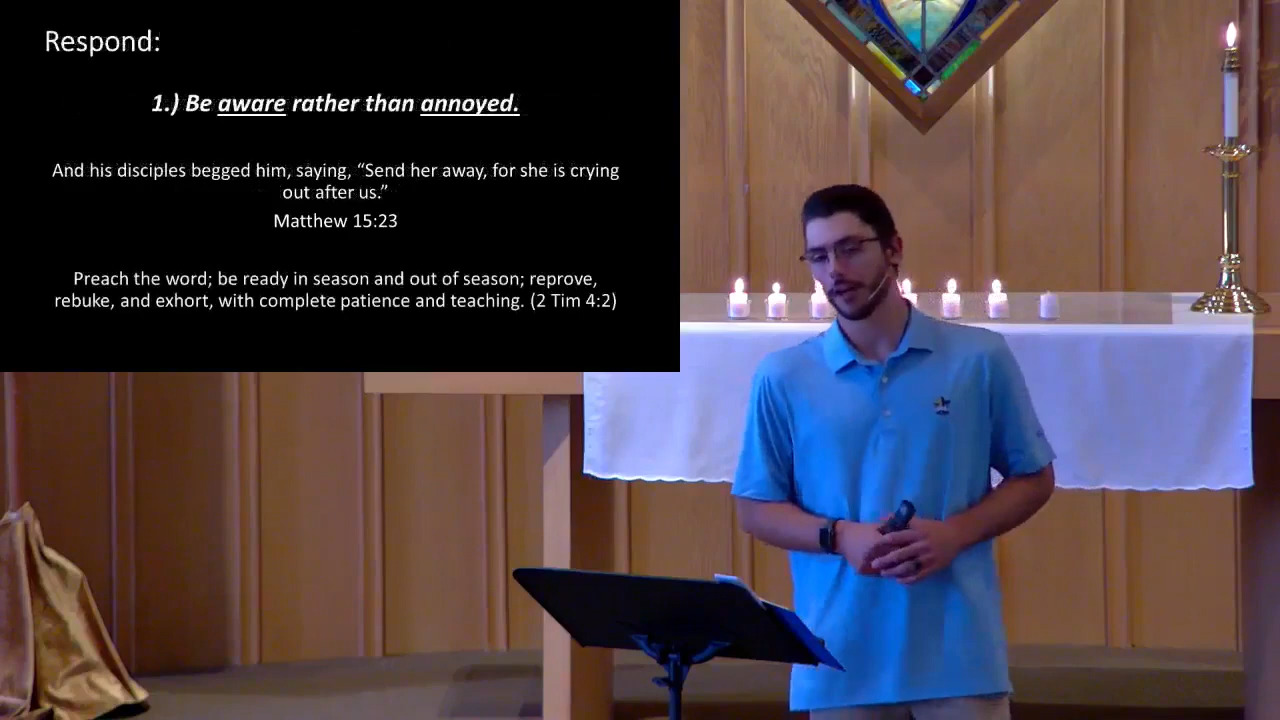 Respond:
1.) Be aware rather than annoyed.
And his disciples begged him, saying, “Send her away, for she is crying
out after us.”
Matthew 15:23
Preach the word; be ready in season and out of season; reprove,
rebuke, and exhort, with complete patience and teaching. (2 Tim 4:2)